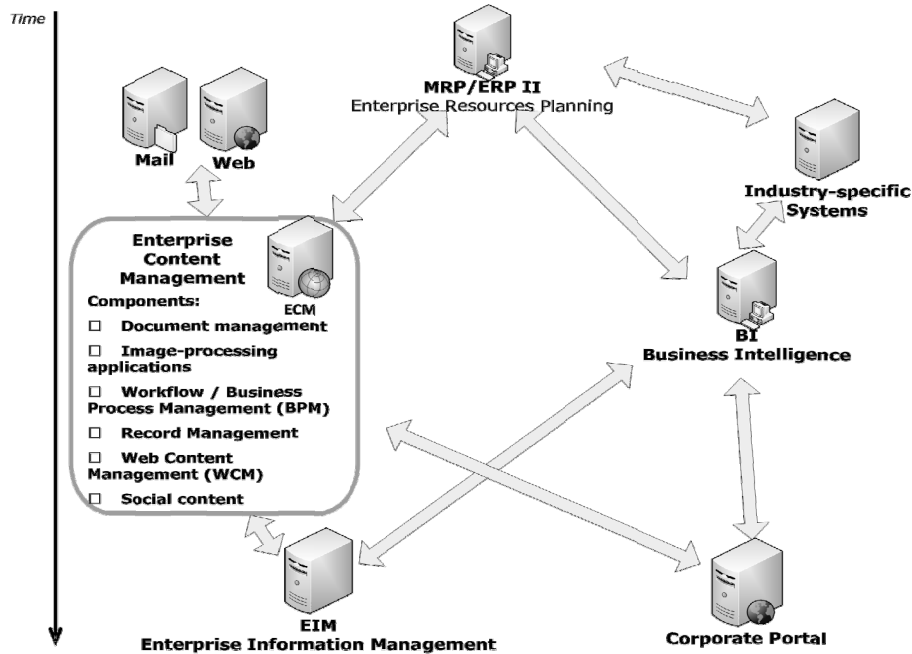 Time
MRP/ERP II
Enterprise Resources Planning
Mail
Web
Industry-specific
Systems
Enterprise
Content
Management
ECM
Components:
☐ Document management
☐ Image-processing
applications
☐ Workflow / Business
Process Management (BPM)
☐ Record Management
☐ Web Content
Management (WCM)
☐ Social content
BI
Business Intelligence
EIM
Enterprise Information Management
Corporate Portal